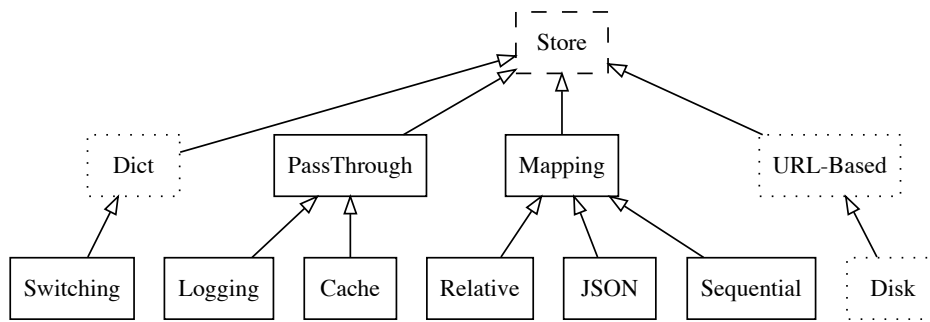 Store
Dict
PassThrough
Mapping
URL-Based
Switching
Logging
Cache
Relative
JSON
Sequential
Disk